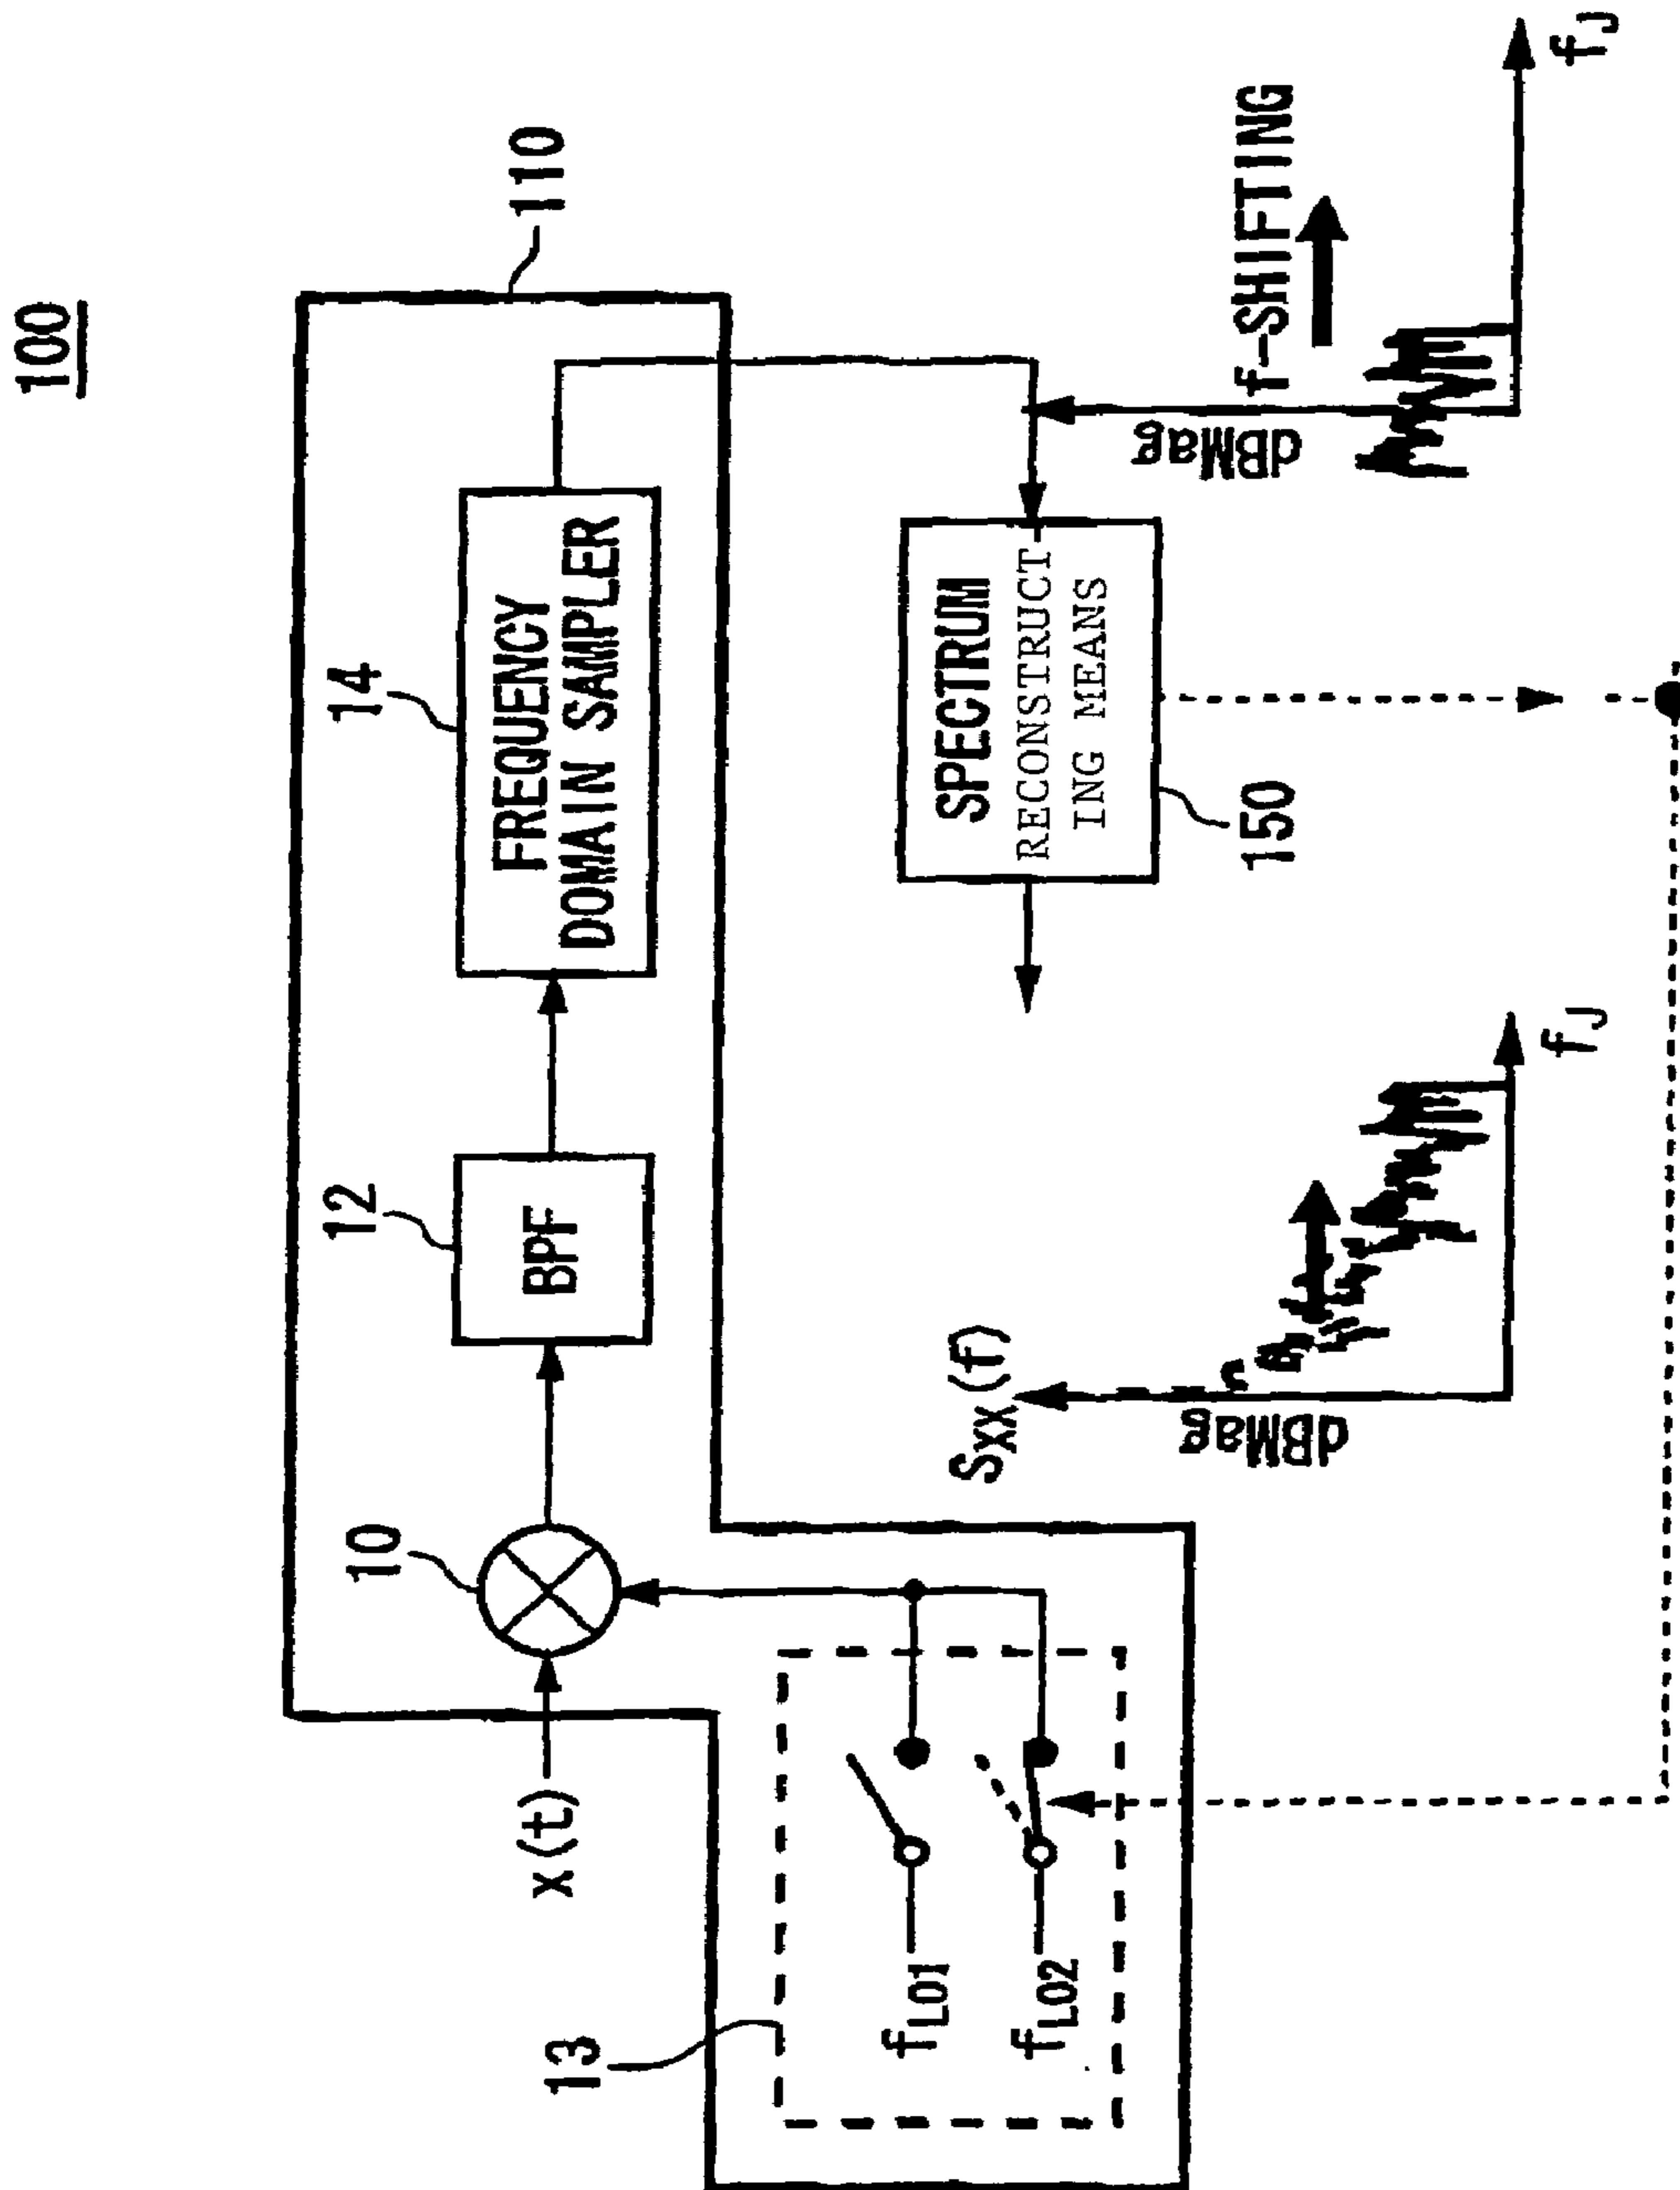 100
110
14
FREQUENCY
DOMAIN SAMPLER
12
BPF
10
x(t)
13
fLO1
fLO2
SPECTRUM
RECONSTRUCT-
ING MEANS
150
Sxx(f)
dBMag
fJ
f-SHIFTING
dBMag
fJ